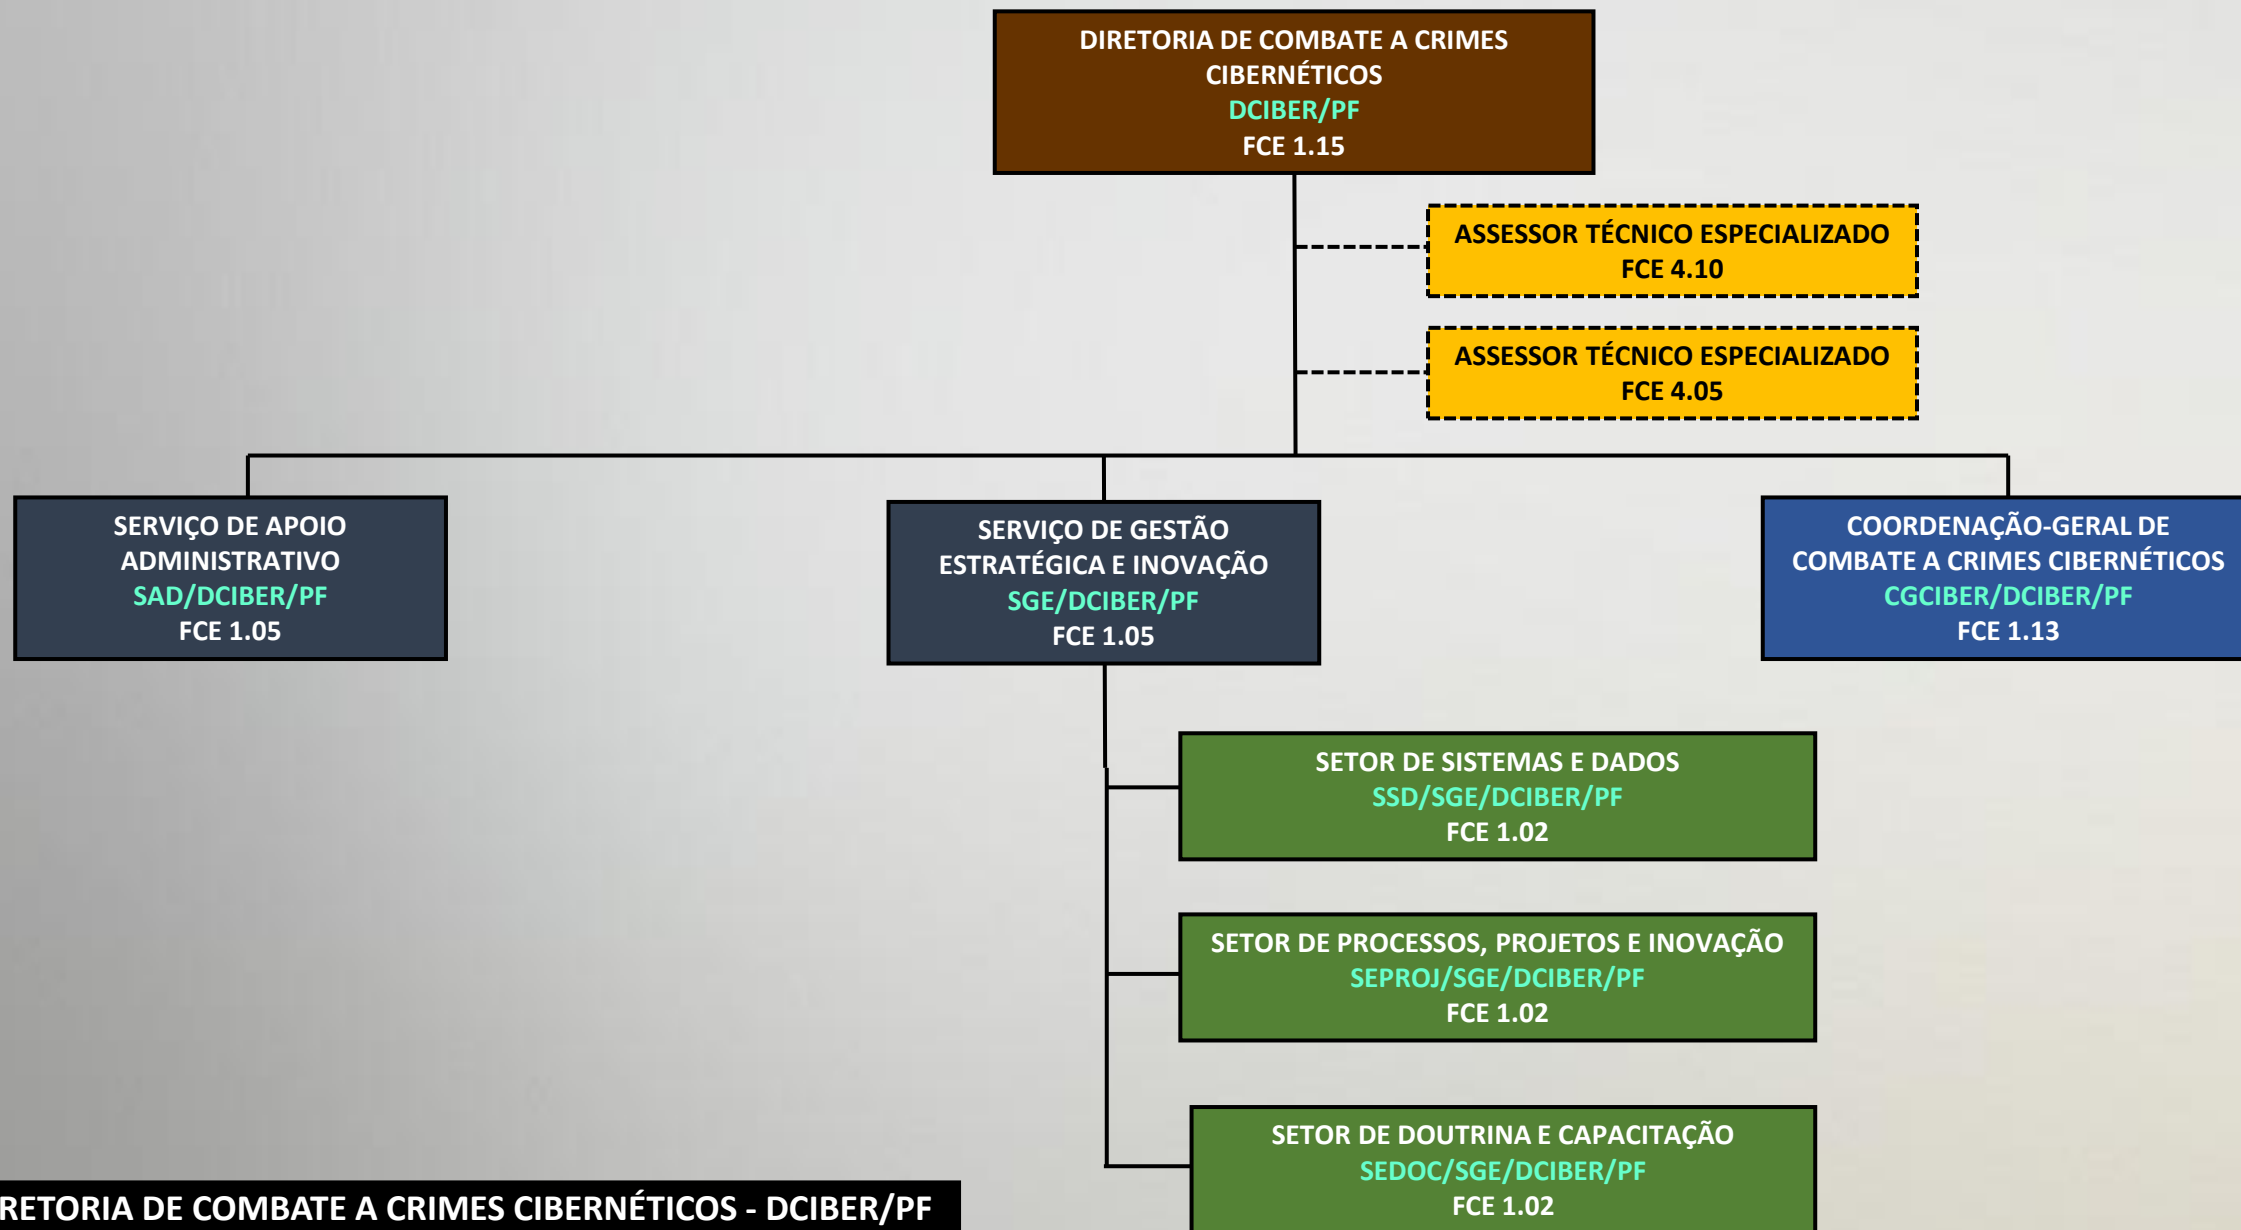 DIRETORIA DE COMBATE A CRIMES
CIBERNÉTICOS
DCIBER/PF
FCE 1.15
ASSESSOR TÉCNICO ESPECIALIZADO
FCE 4.10
ASSESSOR TÉCNICO ESPECIALIZADO
FCE 4.05
SERVIÇO DE APOIO
ADMINISTRATIVO
SAD/DCIBER/PF
FCE 1.05
SERVIÇO DE GESTÃO
ESTRATÉGICA E INOVAÇÃO
SGE/DCIBER/PF
FCE 1.05
COORDENAÇÃO-GERAL DE
COMBATE A CRIMES CIBERNÉTICOS
CGCIBER/DCIBER/PF
FCE 1.13
SETOR DE SISTEMAS E DADOS
SSD/SGE/DCIBER/PF
FCE 1.02
SETOR DE PROCESSOS, PROJETOS E INOVAÇÃO
SEPROJ/SGE/DCIBER/PF
FCE 1.02
SETOR DE DOUTRINA E CAPACITAÇÃO
SEDOC/SGE/DCIBER/PF
FCE 1.02
RETORIA DE COMBATE A CRIMES CIBERNÉTICOS - DCIBER/PF